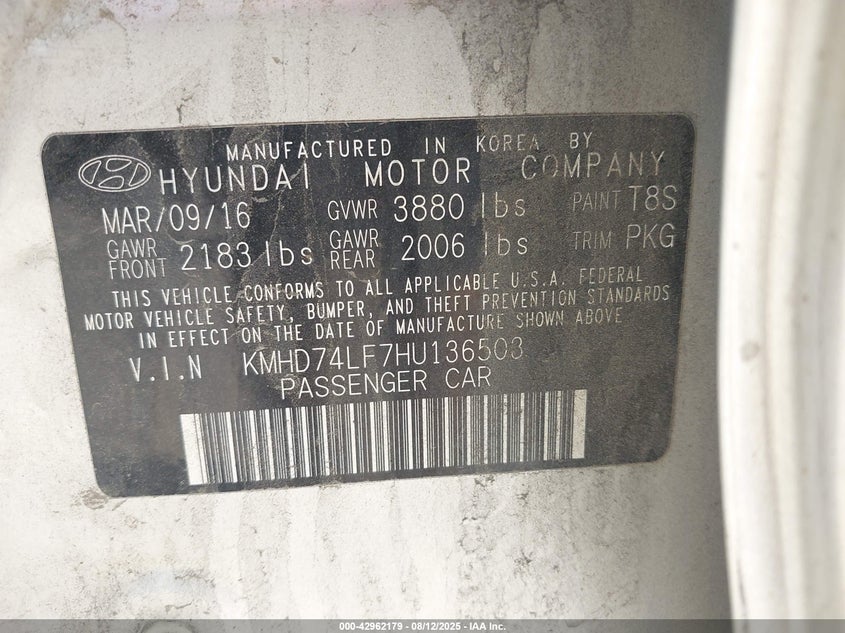 MANUFACTURED IN KOREA BY
HYUNDAI MOTOR COMPANY
MAR/09/16 GVWR 3880 lbs PAINT T8S
GAWR FRONT 2183 lbs GAWR REAR 2006 lbs TRIM PKG
THIS VEHICLE CONFORMS TO ALL APPLICABLE U.S.A. FEDERAL
MOTOR VEHICLE SAFETY, BUMPER, AND THEFT PREVENTION STANDARDS
IN EFFECT ON THE DATE OF MANUFACTURE SHOWN ABOVE
V.I.N KMHD74LF7HU136503
PASSENGER CAR
000-42962179 - 08/12/2025 - IAA Inc.